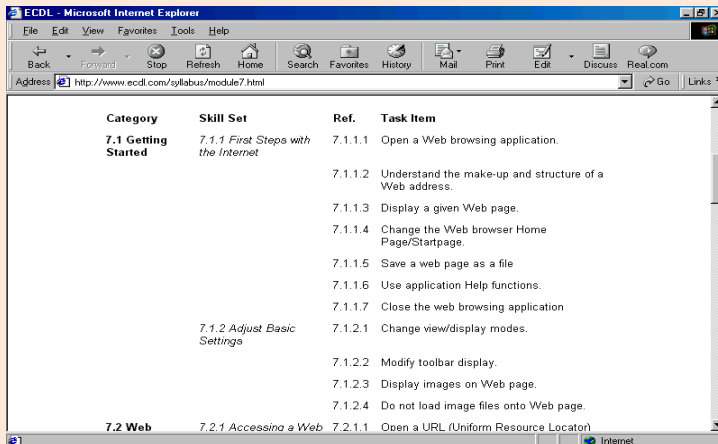 ECDL - Microsoft Internet Explorer
File Edit View Favorites Tools Help
Back Forward Stop Refresh Home Search Favorites History Mail Print Edit Discuss Real.com
Address http://www.ecdl.com/syllabus/module7.html Go Links
Category Skill Set Ref. Task Item
7.1 Getting 7.1.1 First Steps with 7.1.1.1 Open a Web browsing application.
Started the Internet
7.1.1.2 Understand the make-up and structure of a
Web address.
7.1.1.3 Display a given Web page.
7.1.1.4 Change the Web browser Home
Page/Startpage.
7.1.1.5 Save a web page as a file
7.1.1.6 Use application Help functions.
7.1.1.7 Close the web browsing application
7.1.2 Adjust Basic 7.1.2.1 Change view/display modes.
Settings
7.1.2.2 Modify toolbar display.
7.1.2.3 Display images on Web page.
7.1.2.4 Do not load image files onto Web page.
7.2 Web 7.2.1 Accessing a Web 7.2.1.1 Open a URL (Uniform Resource Locator)
Internet